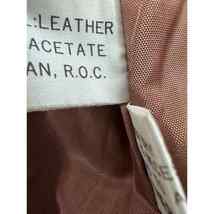 L:LEATHER
ACETATE
AN, R.O.C.